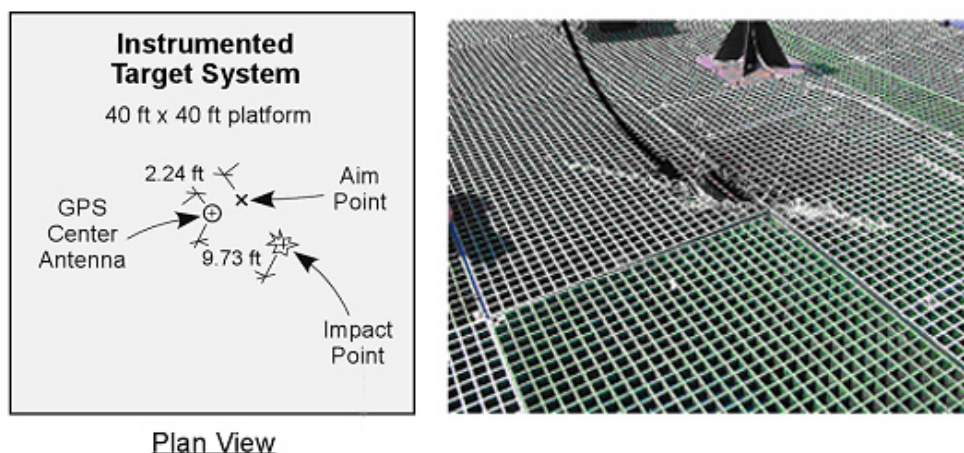 Instrumented
Target System
40 ft x 40 ft platform
2.24 ft
Aim
Point
GPS
Center
Antenna
9.73 ft
Impact
Point
Plan View